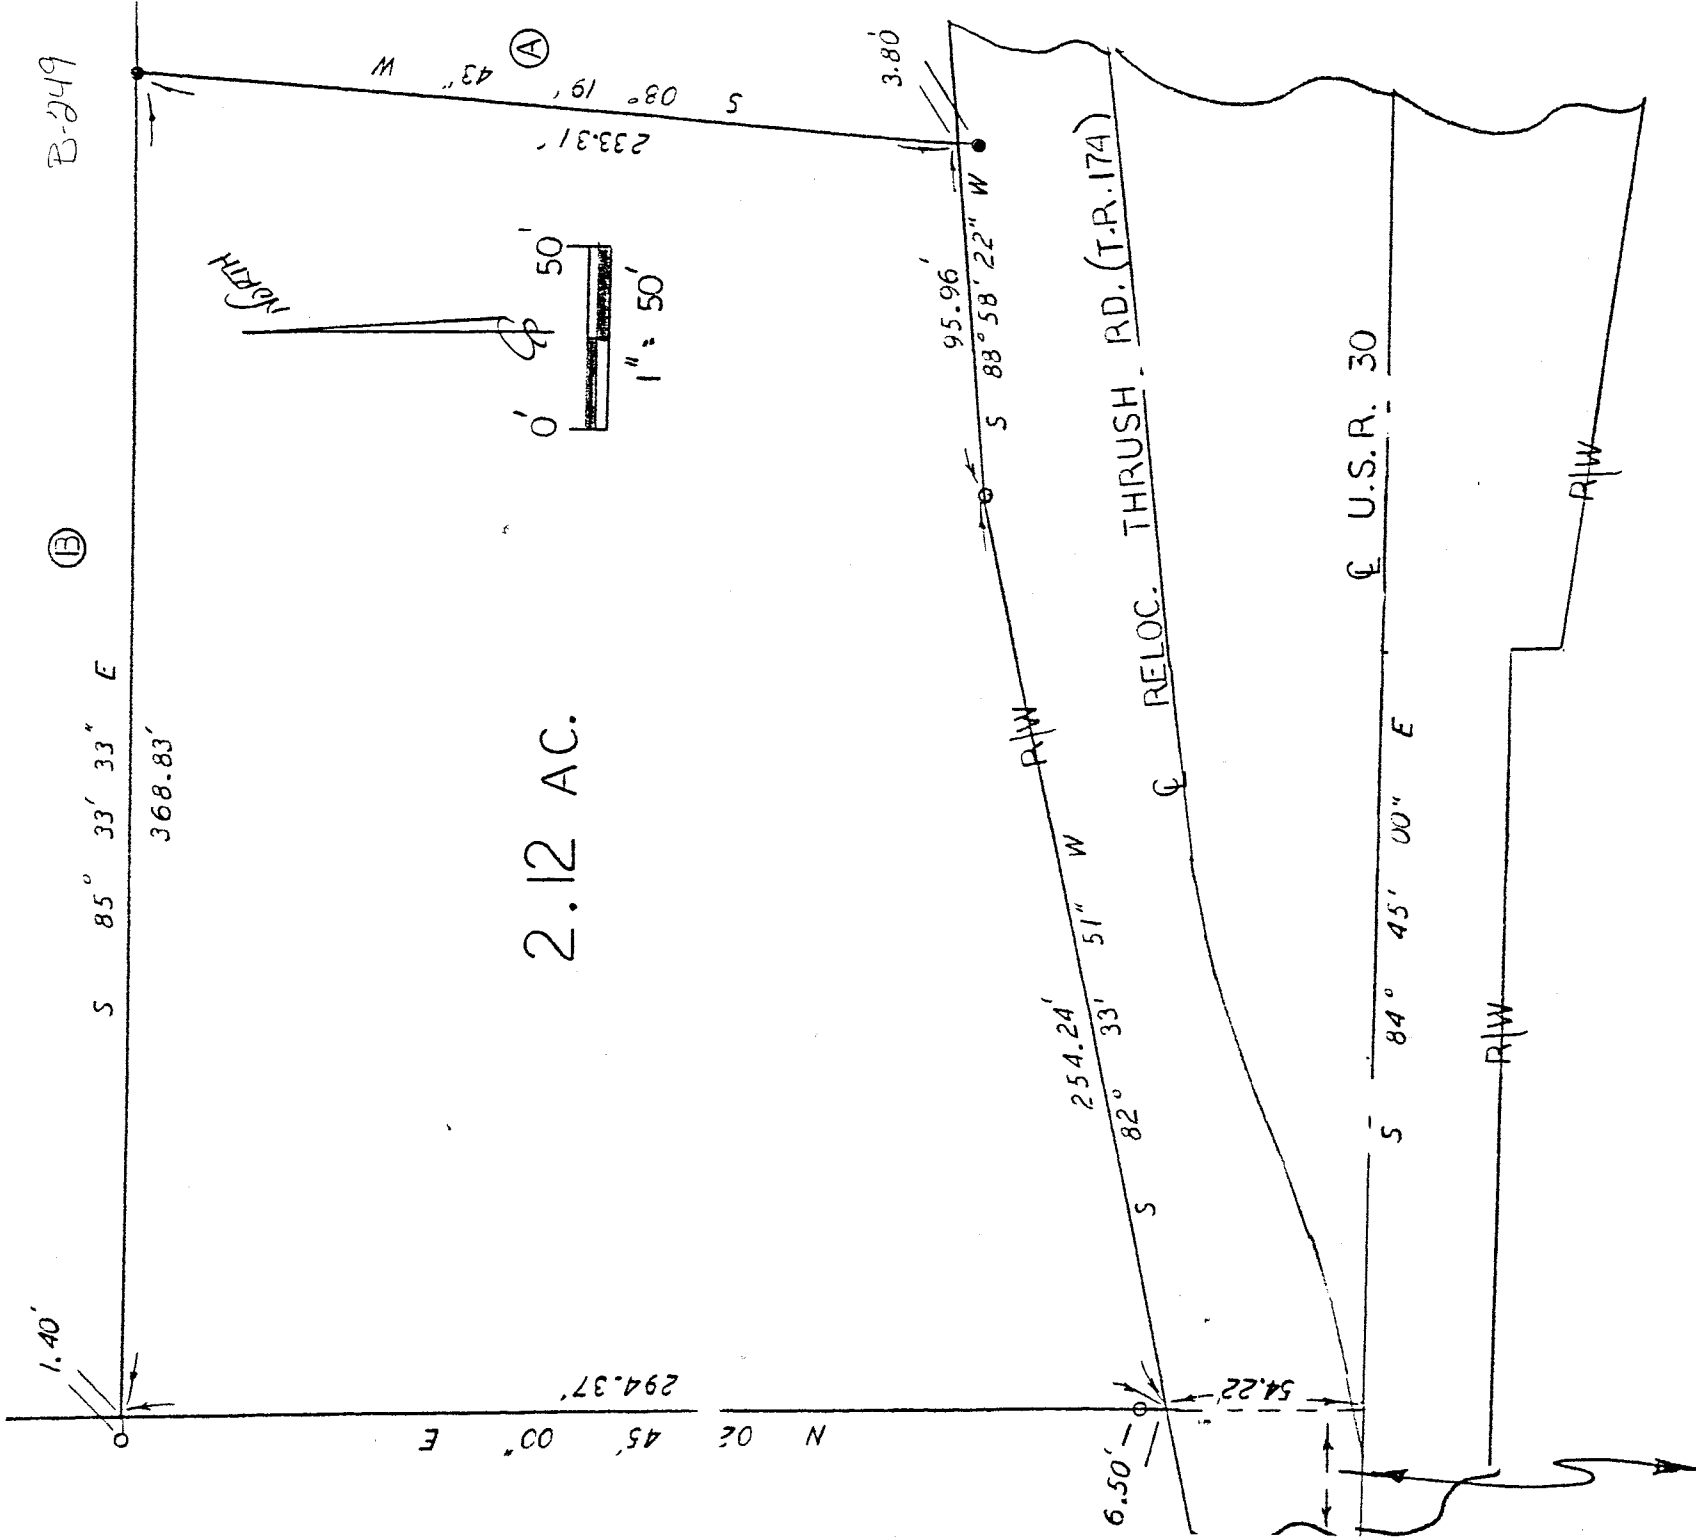 B-249
Ⓑ
S 85° 33' 33" E
368.83'
1.40'
Ⓐ
S 08° 19' 43" W
233.31'
3.80'
NORTH
0' 50'
1" = 50'
2.12 AC.
95.96'
S 88° 58' 22" W
254.24'
S 82° 33' 51" W
R/W
N 02 45' 00" E
294.37'
6.50'
54.22'
℄ RELOC. THRUSH RD. (T.R. 174)
℄ U.S.R. 30
S 84° 45' 00" E
R/W
R/W